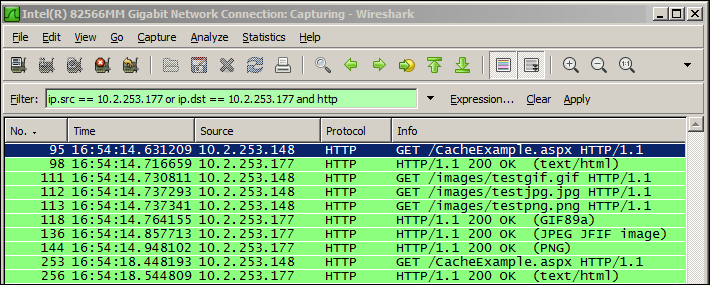 Intel(R) 82566MM Gigabit Network Connection: Capturing - Wireshark
File Edit View Go Capture Analyze Statistics Help
Filter: ip.src == 10.2.253.177 or ip.dst == 10.2.253.177 and http Expression... Clear Apply
No. Time Source Protocol Info
95 16:54:14.631209 10.2.253.148 HTTP GET /CacheExample.aspx HTTP/1.1
98 16:54:14.716659 10.2.253.177 HTTP HTTP/1.1 200 OK (text/html)
111 16:54:14.730811 10.2.253.148 HTTP GET /images/testgif.gif HTTP/1.1
112 16:54:14.737293 10.2.253.148 HTTP GET /images/testjpg.jpg HTTP/1.1
113 16:54:14.737341 10.2.253.148 HTTP GET /images/testpng.png HTTP/1.1
118 16:54:14.764155 10.2.253.177 HTTP HTTP/1.1 200 OK (GIF89a)
136 16:54:14.857713 10.2.253.177 HTTP HTTP/1.1 200 OK (JPEG JFIF image)
144 16:54:14.948102 10.2.253.177 HTTP HTTP/1.1 200 OK (PNG)
253 16:54:18.448193 10.2.253.148 HTTP GET /CacheExample.aspx HTTP/1.1
256 16:54:18.544809 10.2.253.177 HTTP HTTP/1.1 200 OK (text/html)